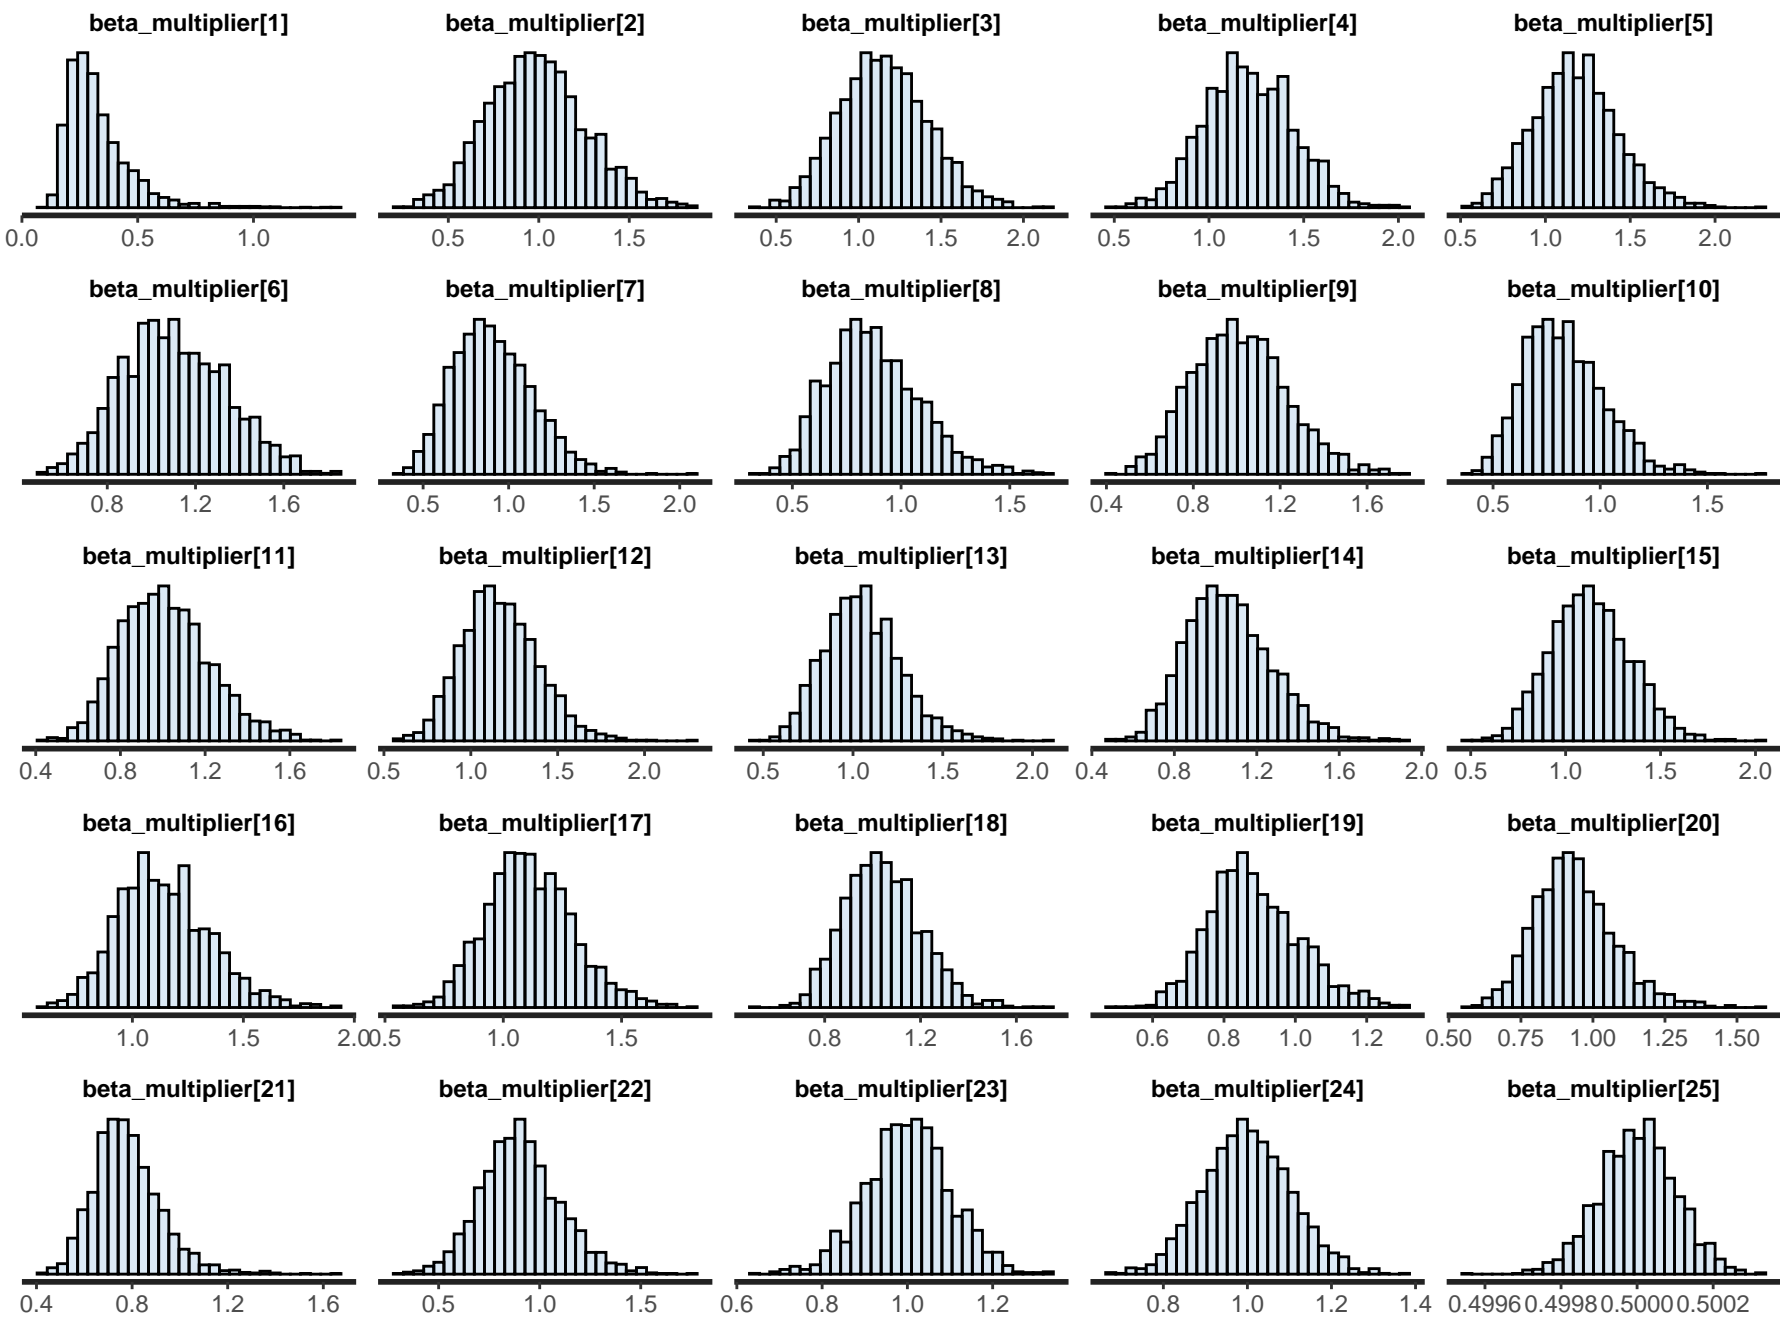 beta_multiplier[1] beta_multiplier[2] beta_multiplier[3] beta_multiplier[4] beta_multiplier[5]
0.0 0.5 1.0 0.5 1.0 1.5 0.5 1.0 1.5 2.0 0.5 1.0 1.5 2.0 0.5 1.0 1.5 2.0
beta_multiplier[6] beta_multiplier[7] beta_multiplier[8] beta_multiplier[9] beta_multiplier[10]
0.8 1.2 1.6 0.5 1.0 1.5 2.0 0.5 1.0 1.5 0.4 0.8 1.2 1.6 0.5 1.0 1.5
beta_multiplier[11] beta_multiplier[12] beta_multiplier[13] beta_multiplier[14] beta_multiplier[15]
0.4 0.8 1.2 1.6 0.5 1.0 1.5 2.0 0.5 1.0 1.5 2.0 0.4 0.8 1.2 1.6 2.0 0.5 1.0 1.5 2.0
beta_multiplier[16] beta_multiplier[17] beta_multiplier[18] beta_multiplier[19] beta_multiplier[20]
1.0 1.5 2.0 0.5 1.0 1.5 0.8 1.2 1.6 0.6 0.8 1.0 1.2 0.50 0.75 1.00 1.25 1.50
beta_multiplier[21] beta_multiplier[22] beta_multiplier[23] beta_multiplier[24] beta_multiplier[25]
0.4 0.8 1.2 1.6 0.5 1.0 1.5 0.6 0.8 1.0 1.2 0.8 1.0 1.2 1.4 0.4996 0.4998 0.5000 0.5002